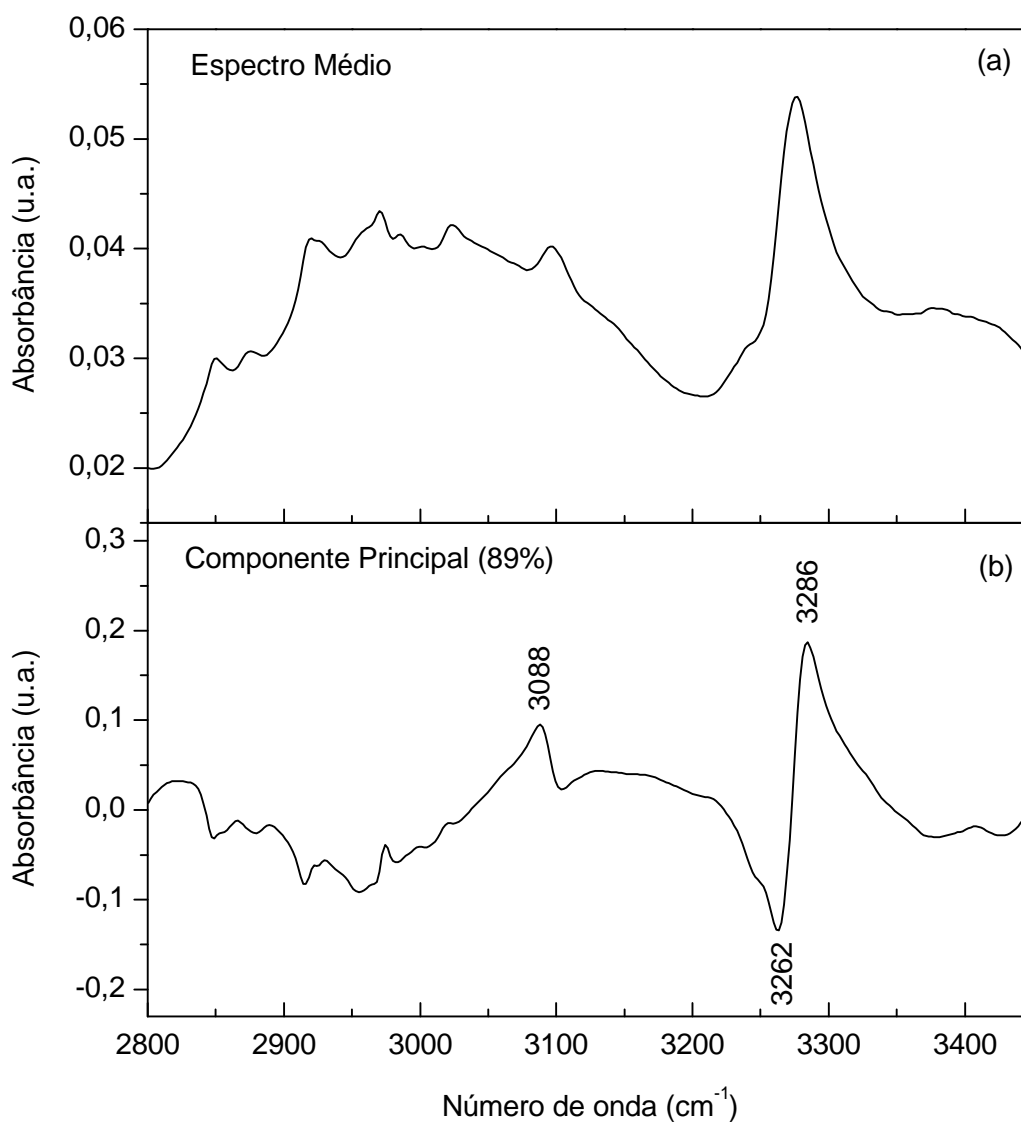 Espectro Médio
(a)
0,06
0,05
0,04
0,03
0,02
Absorbância (u.a.)
Componente Principal (89%)
(b)
0,3
0,2
0,1
0,0
-0,1
-0,2
Absorbância (u.a.)
3088
3286
3262
2800 2900 3000 3100 3200 3300 3400
Número de onda (cm⁻¹)